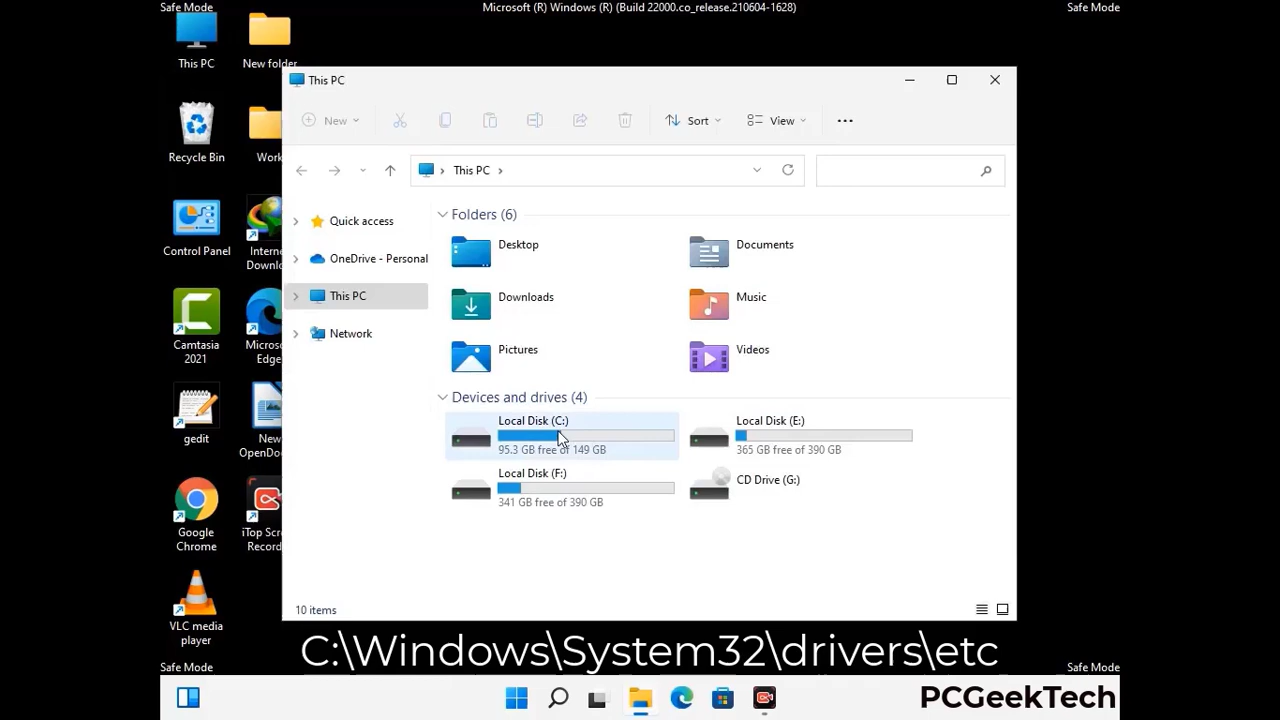 Safe Mode
Microsoft (R) Windows (R) (Build 22000.co_release.210604-1628)
Safe Mode
This PC
New folder
Recycle Bin
Work
Control Panel
Internet
Downlo...
Camtasia
2021
Micros...
Edge
gedit
New
OpenDo...
Google
Chrome
iTop Scr...
Record...
VLC media
player
This PC
New
Sort
View
This PC
Quick access
OneDrive - Personal
This PC
Network
Folders (6)
Desktop
Documents
Downloads
Music
Pictures
Videos
Devices and drives (4)
Local Disk (C:)
95.3 GB free of 149 GB
Local Disk (E:)
365 GB free of 390 GB
Local Disk (F:)
341 GB free of 390 GB
CD Drive (G:)
10 items
C:\Windows\System32\drivers\etc
Safe Mode
Safe Mode
PCGeekTech